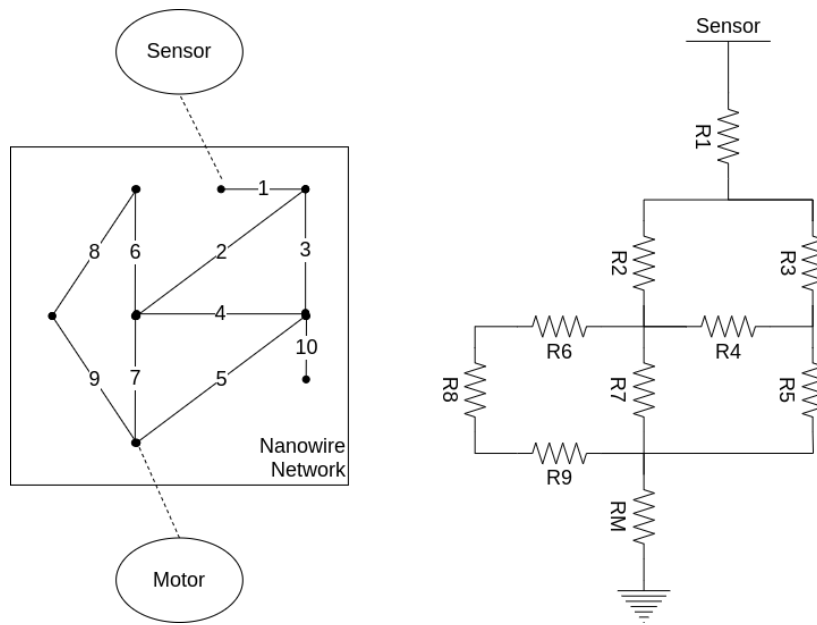 Sensor
1
8
6
2
3
4
10
9
7
5
Nanowire
Network
Motor
Sensor
R1
R2
R3
R6
R4
R8
R7
R5
R9
RM